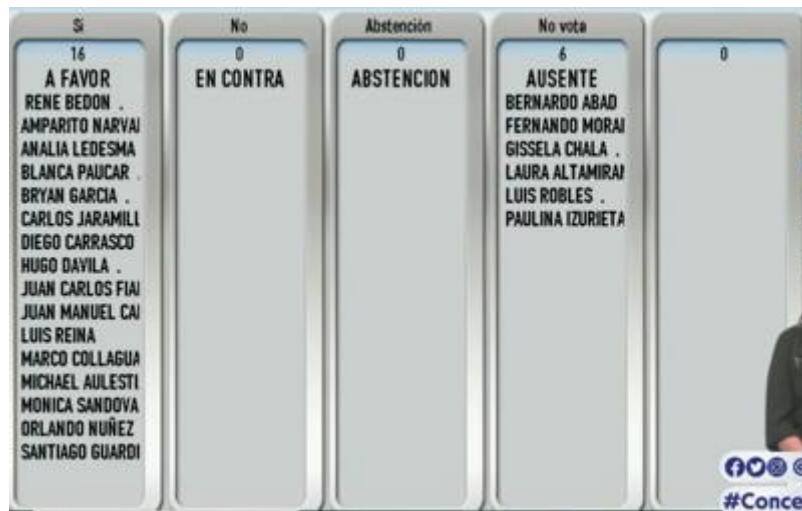 Si
16
A FAVOR
RENE BEDON .
AMPARITO NARVAI
ANALIA LEDESMA
BLANCA PAUCAR .
BRYAN GARCIA .
CARLOS JARAMILL
DIEGO CARRASCO
HUGO DAVILA .
JUAN CARLOS FIAI
JUAN MANUEL CAI
LUIS REINA
MARCO COLLAGUA
MICHAEL AULESTI
MONICA SANDOVA
ORLANDO NUÑEZ
SANTIAGO GUARDI
No
0
EN CONTRA
Abstención
0
ABSTENCION
No vota
6
AUSENTE
BERNARDO ABAD
FERNANDO MORAI
GISSELA CHALA .
LAURA ALTAMIRAN
LUIS ROBLES .
PAULINA IZURIETA
0
#Conce